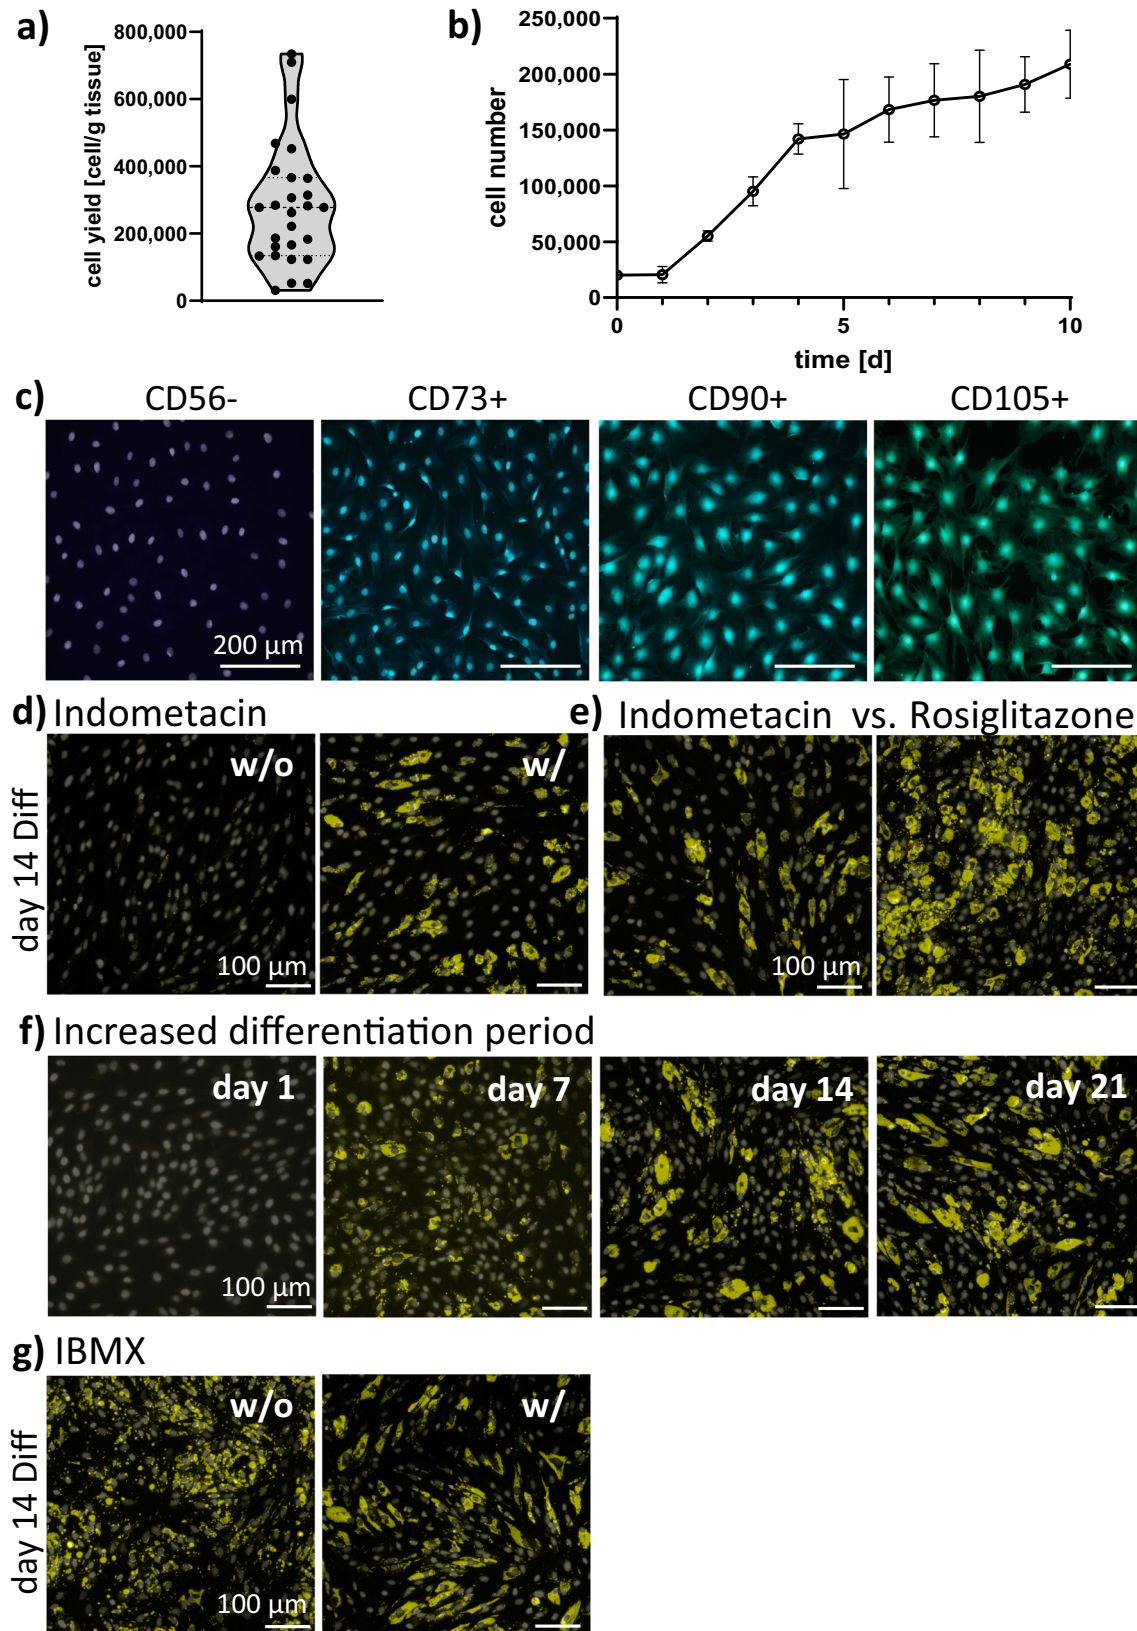 a)
cell yield [cell/g tissue]
800,000
600,000
400,000
200,000
0
b)
cell number
250,000
200,000
150,000
100,000
50,000
0
0 5 10
time [d]
c)
CD56- CD73+ CD90+ CD105+
200 µm
d) Indometacin
day 14 Diff
w/o w/
100 µm
e) Indometacin vs. Rosiglitazone
100 µm
f) Increased differentiation period
day 1 day 7 day 14 day 21
100 µm
g) IBMX
day 14 Diff
w/o w/
100 µm